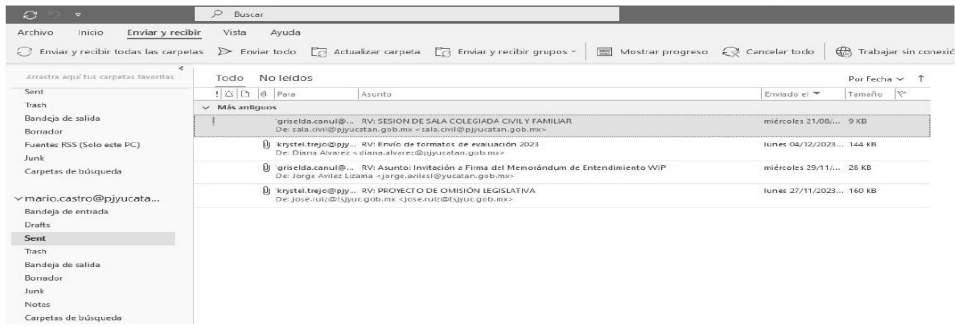 Buscar
Archivo Inicio Enviar y recibir Vista Ayuda
Enviar y recibir todas las carpetas Enviar todo Actualizar carpeta Enviar y recibir grupos Mostrar progreso Cancelar todo Trabajar sin conexió
Arrastra aquí tus carpetas favoritas
Sent
Trash
Bandeja de salida
Borrador
Fuentes RSS (Solo este PC)
Junk
Carpetas de búsqueda
mario.castro@pjyucata...
Bandeja de entrada
Drafts
Sent
Trash
Bandeja de salida
Borrador
Junk
Notes
Carpetas de búsqueda
Todo No leídos Por Fecha
Para Asunto Enviado el Tamaño
Más antiguos
'griselda.canul@... RV: SESION DE SALA COLEGIADA CIVIL Y FAMILIAR miércoles 21/08/... 9 KB
De: sala.civil@pjyucatan.gob.mx <sala.civil@pjyucatan.gob.mx>
'krystel.trejo@pjy... RV: Envío de formatos de evaluación 2023 lunes 04/12/2023... 144 KB
De: Diana Alvarez <diana.alvarez@pjyucatan.gob.mx>
'griselda.canul@... RV: Asunto: Invitación a Firma del Memorándum de Entendimiento WIP miércoles 29/11/... 28 KB
De: Jorge Aviles Lizama <jorge.avilesl@yucatan.gob.mx>
'krystel.trejo@pjy... RV: PROYECTO DE OMISIÓN LEGISLATIVA lunes 27/11/2023... 160 KB
De: jose.ruiz@tsjyuc.gob.mx <jose.ruiz@tsjyuc.gob.mx>